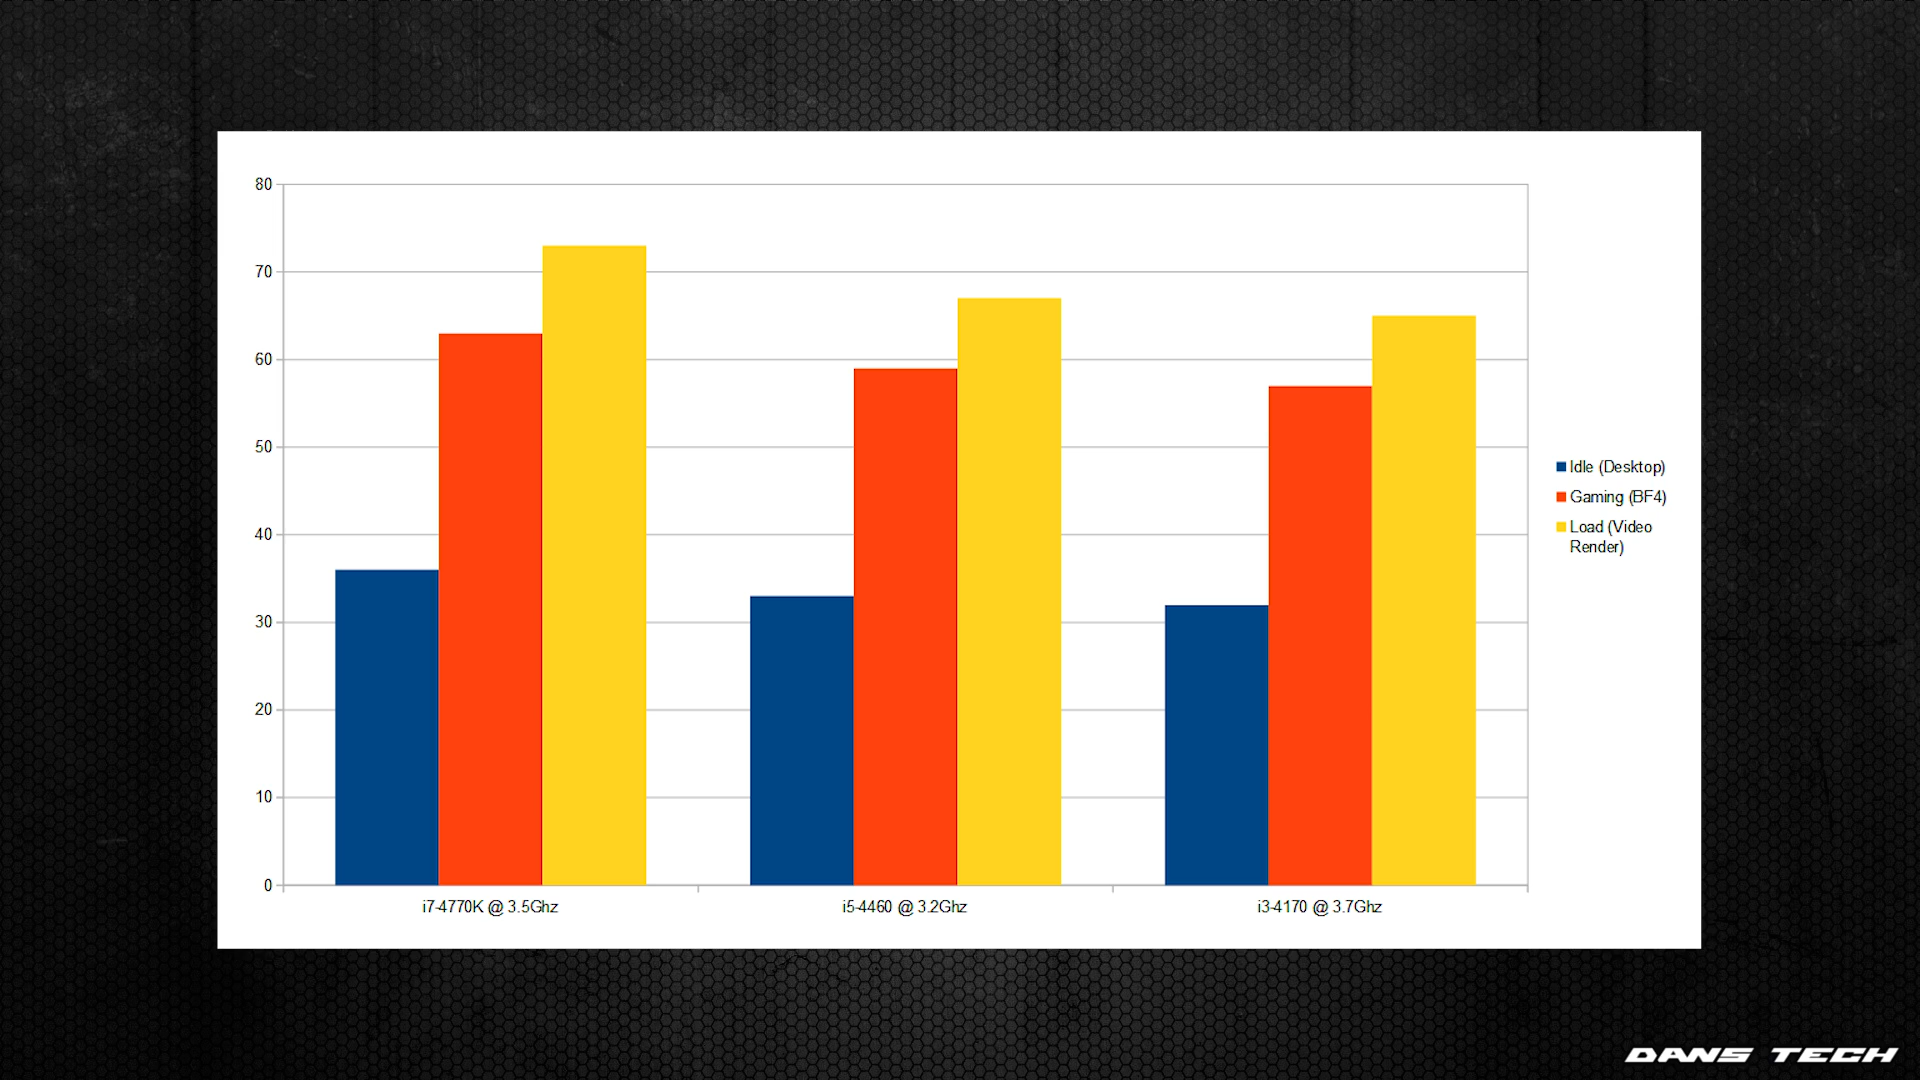 80
70
60
50
40
30
20
10
0
i7-4770K @ 3.5Ghz
i5-4460 @ 3.2Ghz
i3-4170 @ 3.7Ghz
Idle (Desktop)
Gaming (BF4)
Load (Video
Render)
DANS TECH